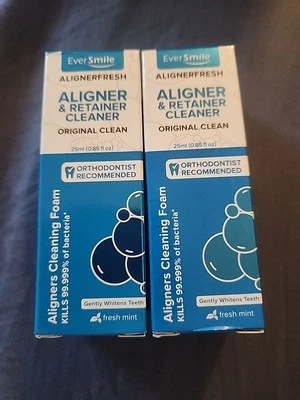 EverSmile
ALIGNERFRESH
ALIGNER
& RETAINER
CLEANER
ORIGINAL CLEAN
25ml (0.85 fl oz)
ORTHODONTIST
RECOMMENDED
Aligners Cleaning Foam
KILLS 99.999% of bacteria*
Gently Whitens Teeth
fresh mint
EverSmile
ALIGNERFRESH
ALIGNER
& RETAINER
CLEANER
ORIGINAL CLEAN
25ml (0.85 fl oz)
ORTHODONTIST
RECOMMENDED
Aligners Cleaning Foam
KILLS 99.999% of bacteria*
Gently Whitens Teeth
fresh mint